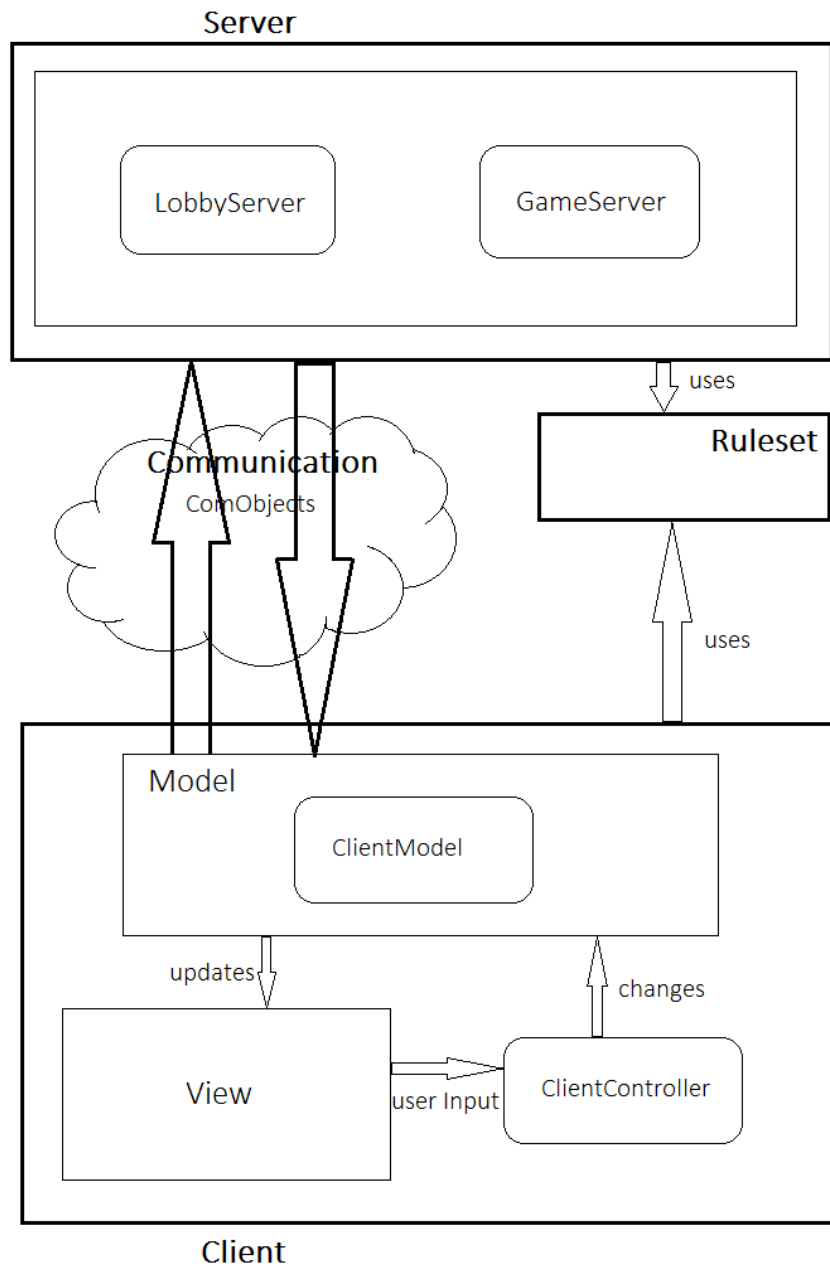 Server
LobbyServer
GameServer
uses
Ruleset
Communication
ComObjects
uses
Model
ClientModel
updates
changes
View
user Input
ClientController
Client